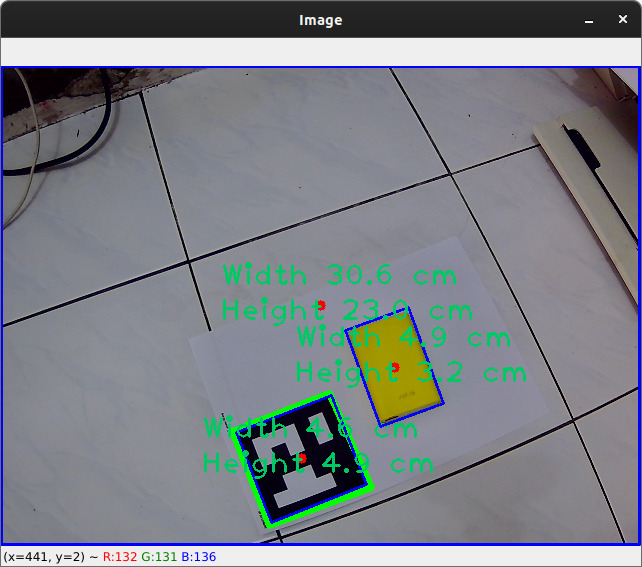 Image
Width 30.6 cm
Height 23.0 cm
Width 4.9 cm
Height 3.2 cm
Width 4.6 cm
Height 4.9 cm
(x=441, y=2) ~ R:132 G:131 B:136